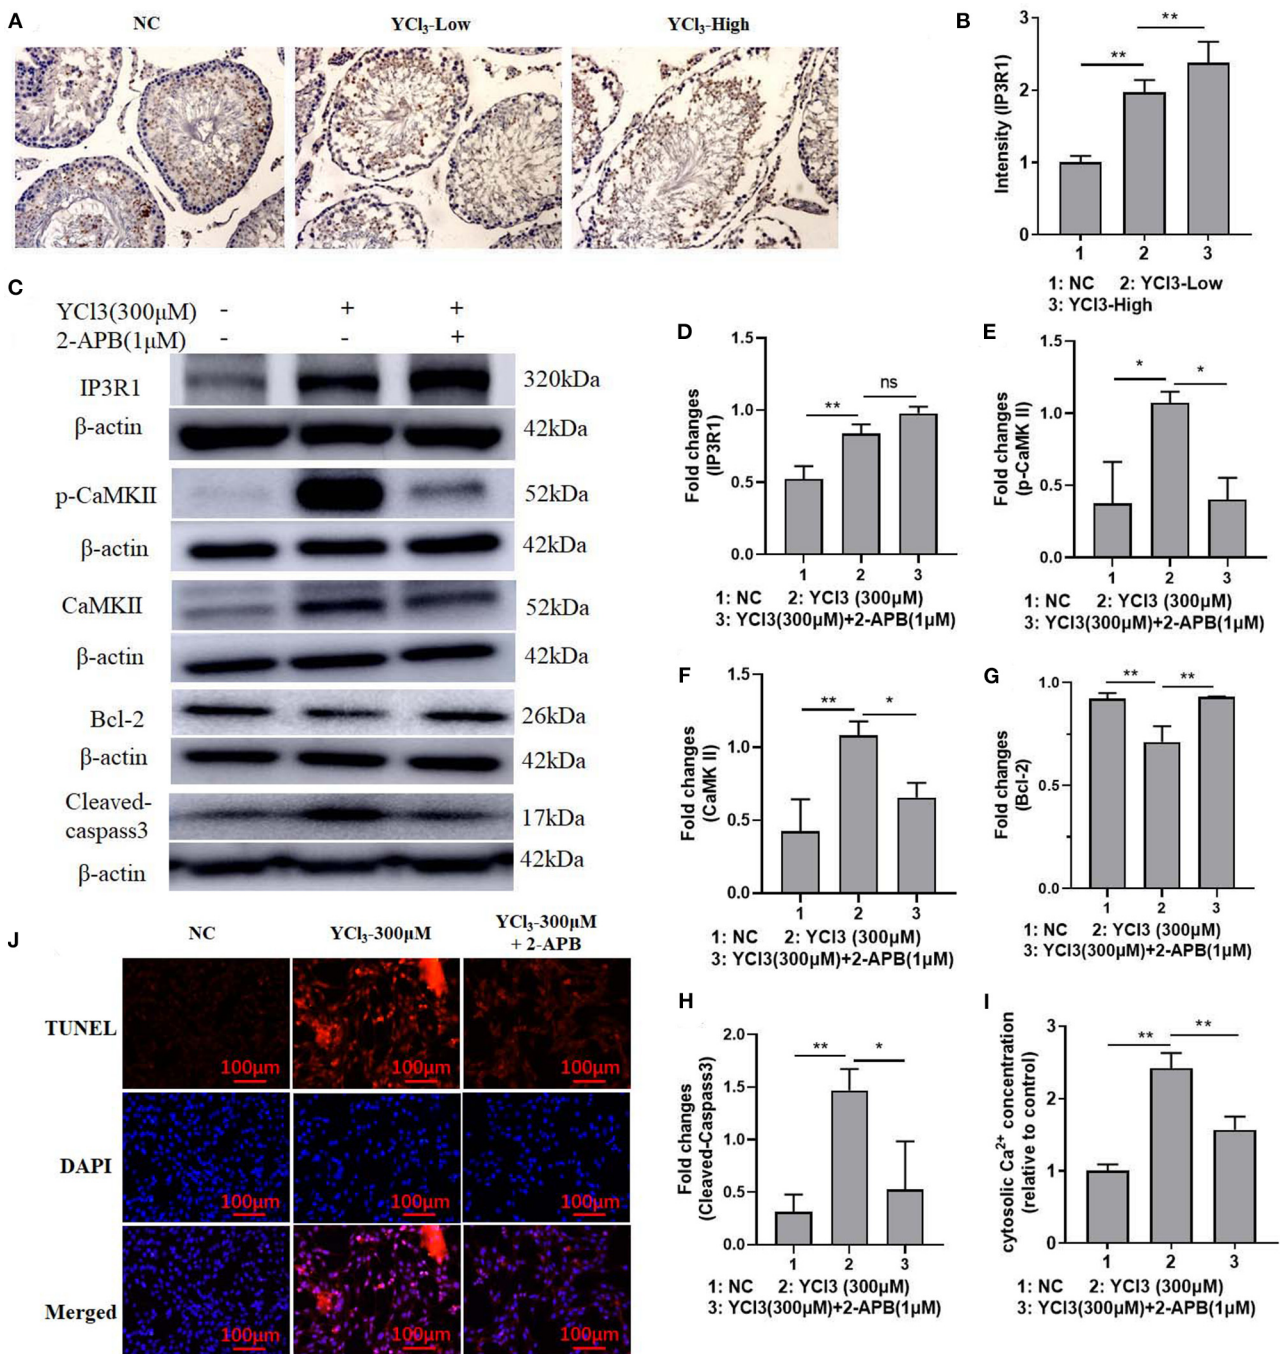 A
NC
YCl₃-Low
YCl₃-High
B
Intensity (IP3R1)
3
2
1
0
**
**
1 2 3
1: NC 2: YCl3-Low
3: YCl3-High
C
YCl3(300μM) - + +
2-APB(1μM) - - +
IP3R1 320kDa
β-actin 42kDa
p-CaMKII 52kDa
β-actin 42kDa
CaMKII 52kDa
β-actin 42kDa
Bcl-2 26kDa
β-actin 42kDa
Cleaved-
caspass3 17kDa
β-actin 42kDa
D
Fold changes
(IP3R1)
1.5
1.0
0.5
0.0
** ns
1 2 3
1: NC 2: YCl3 (300μM)
3: YCl3(300μM)+2-APB(1μM)
E
Fold changes
(p-CaMK II)
1.5
1.0
0.5
0.0
* *
1 2 3
1: NC 2: YCl3 (300μM)
3: YCl3(300μM)+2-APB(1μM)
F
Fold changes
(CaMK II)
1.5
1.0
0.5
0.0
** *
1 2 3
1: NC 2: YCl3 (300μM)
3: YCl3(300μM)+2-APB(1μM)
G
Fold changes
(Bcl-2)
1.0
0.5
0.0
** **
1 2 3
1: NC 2: YCl3 (300μM)
3: YCl3(300μM)+2-APB(1μM)
H
Fold changes
(Cleaved-Caspass3)
2.0
1.5
1.0
0.5
0.0
** *
1 2 3
1: NC 2: YCl3 (300μM)
3: YCl3(300μM)+2-APB(1μM)
I
cytosolic Ca²⁺ concentration
(relative to control)
3
2
1
0
** **
1 2 3
1: NC 2: YCl3 (300μM)
3: YCl3(300μM)+2-APB(1μM)
J
NC
YCl₃-300μM
YCl₃-300μM
+ 2-APB
TUNEL
100μm 100μm 100μm
DAPI
100μm 100μm 100μm
Merged
100μm 100μm 100μm